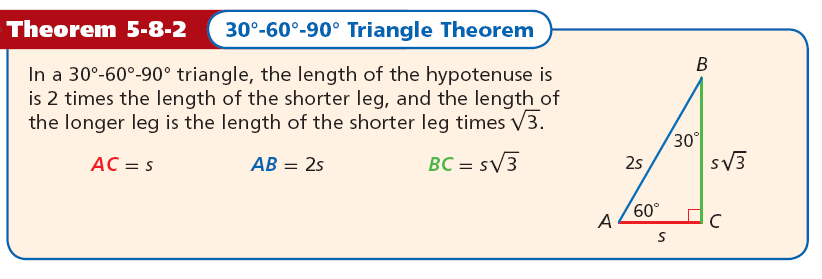 Theorem 5-8-2 30°-60°-90° Triangle Theorem
In a 30°-60°-90° triangle, the length of the hypotenuse is
is 2 times the length of the shorter leg, and the length of
the longer leg is the length of the shorter leg times √3.
AC = s AB = 2s BC = s√3
B
30°
2s s√3
60°
A C
s